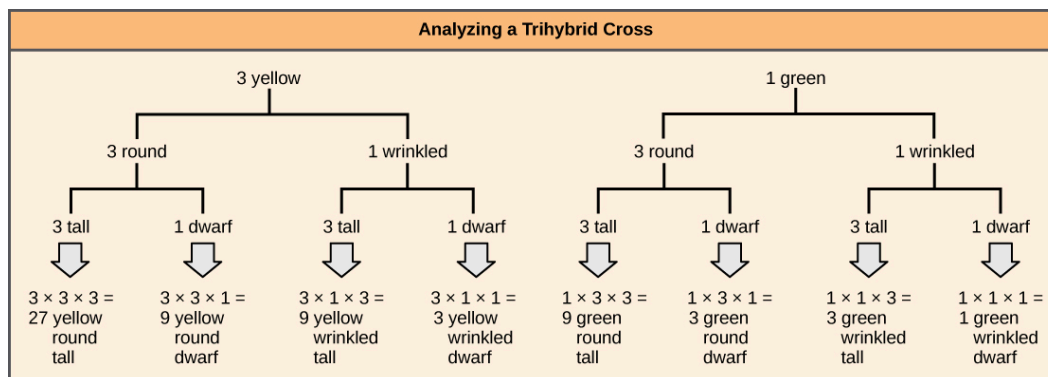 Analyzing a Trihybrid Cross
3 yellow
1 green
3 round
1 wrinkled
3 round
1 wrinkled
3 tall
1 dwarf
3 tall
1 dwarf
3 tall
1 dwarf
3 tall
1 dwarf
3 × 3 × 3 =
27 yellow
round
tall
3 × 3 × 1 =
9 yellow
round
dwarf
3 × 1 × 3 =
9 yellow
wrinkled
tall
3 × 1 × 1 =
3 yellow
wrinkled
dwarf
1 × 3 × 3 =
9 green
round
tall
1 × 3 × 1 =
3 green
round
dwarf
1 × 1 × 3 =
3 green
wrinkled
tall
1 × 1 × 1 =
1 green
wrinkled
dwarf